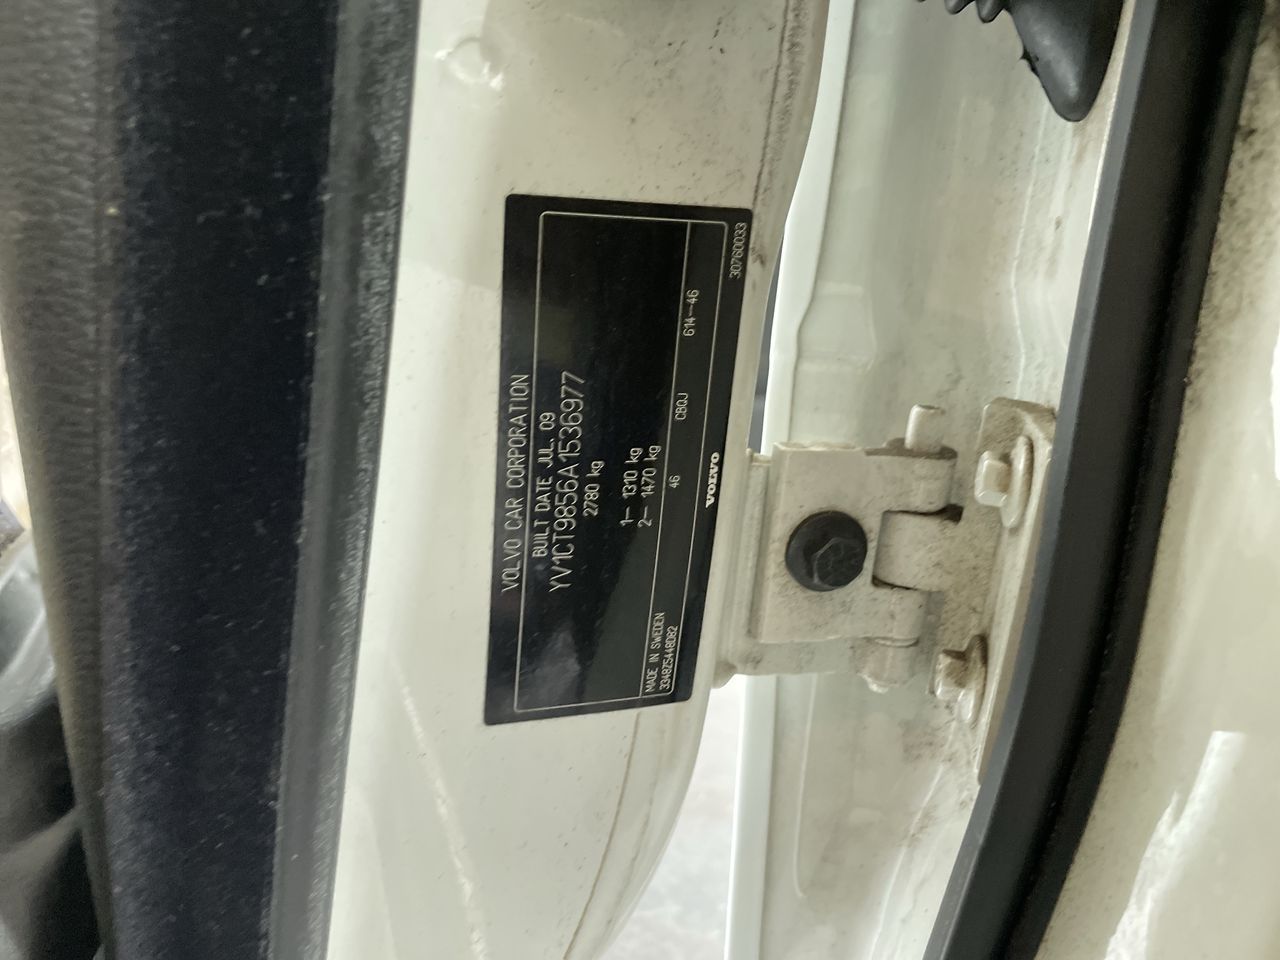 VOLVO CAR CORPORATION
BUILT DATE JUL. 09
YV1CT9856A1536977
2780 kg
1– 1310 kg
2– 1470 kg
46 CBQJ 614–46
MADE IN SWEDEN
3348Z5448D82
VOLVO
30760033